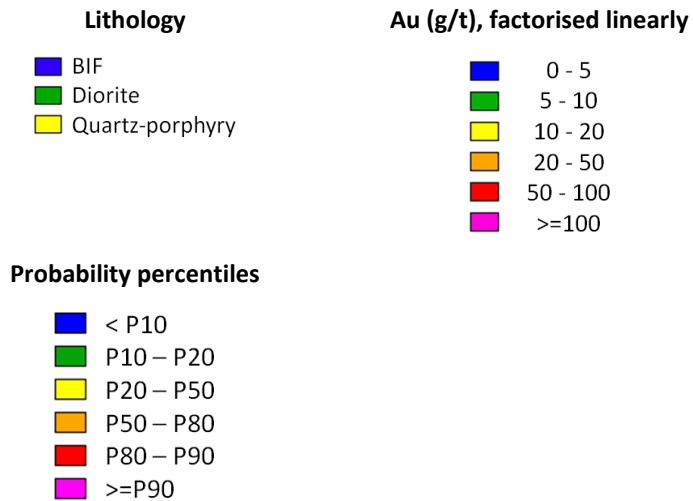 Lithology
BIF
Diorite
Quartz-porphyry
Au (g/t), factorised linearly
0 - 5
5 - 10
10 - 20
20 - 50
50 - 100
>=100
Probability percentiles
< P10
P10 – P20
P20 – P50
P50 – P80
P80 – P90
>=P90